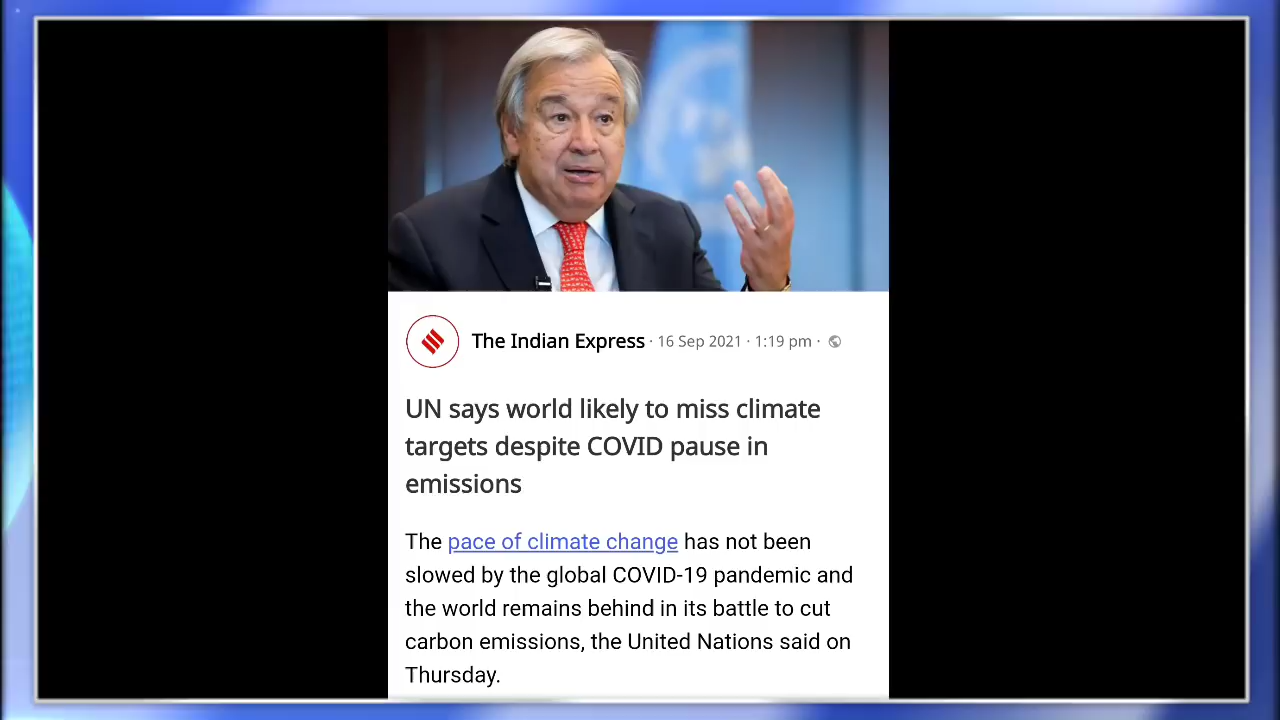 The Indian Express · 16 Sep 2021 · 1:19 pm ·
UN says world likely to miss climate
targets despite COVID pause in
emissions
The pace of climate change has not been
slowed by the global COVID-19 pandemic and
the world remains behind in its battle to cut
carbon emissions, the United Nations said on
Thursday.